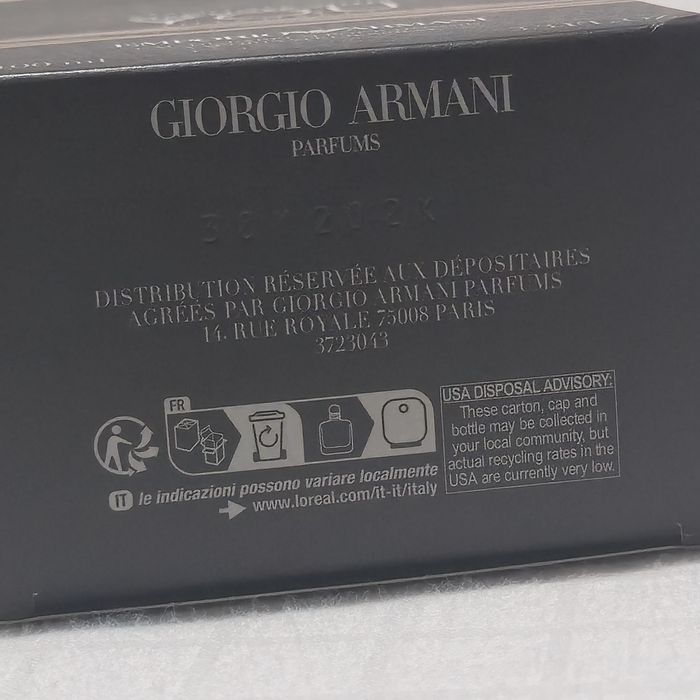 GIORGIO ARMANI
PARFUMS
DISTRIBUTION RÉSERVÉE AUX DÉPOSITAIRES
AGRÉÉS PAR GIORGIO ARMANI PARFUMS
14, RUE ROYALE 75008 PARIS
3723043
FR
IT le indicazioni possono variare localmente
www.loreal.com/it-it/italy
USA DISPOSAL ADVISORY:
These carton, cap and
bottle may be collected in
your local community, but
actual recycling rates in the
USA are currently very low.